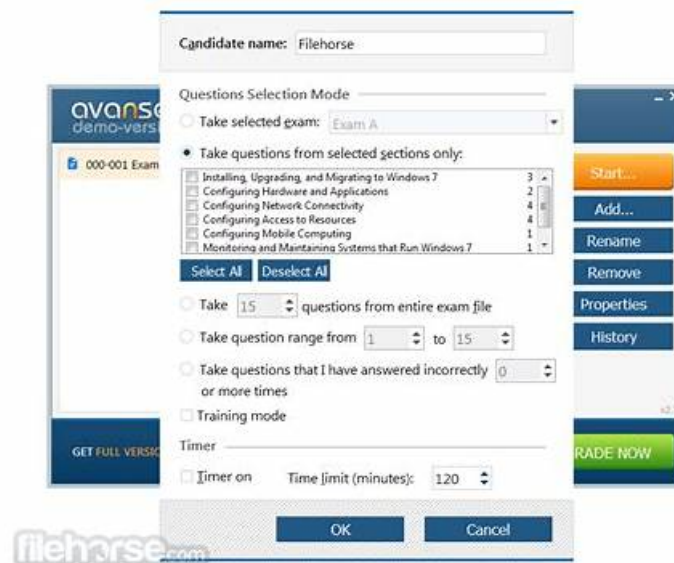 Candidate name: Filehorse
Questions Selection Mode
Take selected exam: Exam A
Take questions from selected sections only:
Installing, Upgrading, and Migrating to Windows 7 3
Configuring Hardware and Applications 2
Configuring Network Connectivity 4
Configuring Access to Resources 4
Configuring Mobile Computing 1
Monitoring and Maintaining Systems that Run Windows 7 1
Select All Deselect All
Take 15 questions from entire exam file
Take question range from 1 to 15
Take questions that I have answered incorrectly 0
or more times
Training mode
Timer
Timer on Time limit (minutes): 120
OK Cancel
avanse
demo-versi
000-001 Exam
Start...
Add...
Rename
Remove
Properties
History
GET FULL VERSIO
RADE NOW
filehorse.com